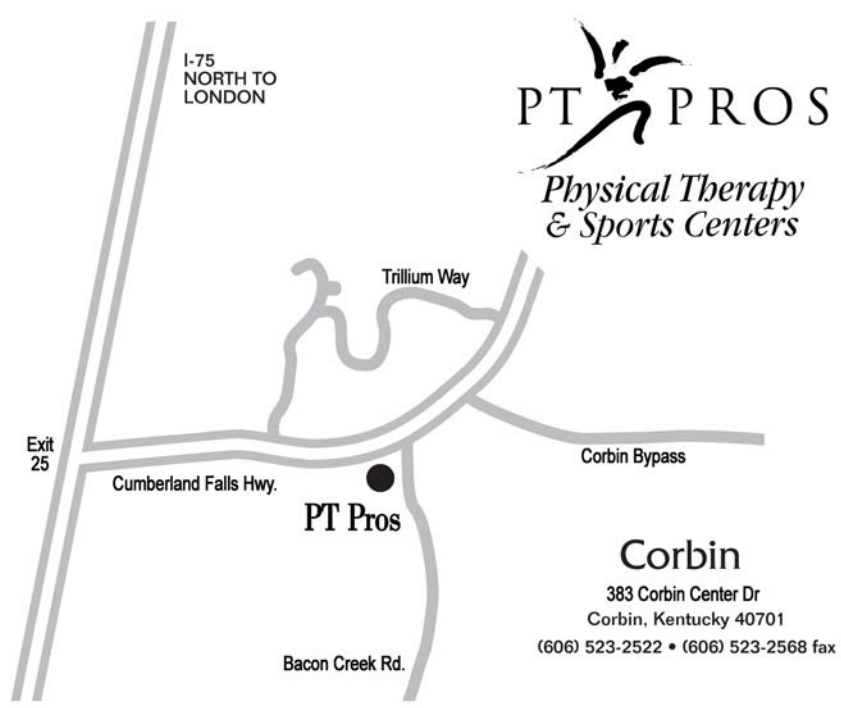 I-75
NORTH TO
LONDON
PT PROS
Physical Therapy
& Sports Centers
Trillium Way
Exit
25
Cumberland Falls Hwy.
Corbin Bypass
PT Pros
Bacon Creek Rd.
Corbin
383 Corbin Center Dr
Corbin, Kentucky 40701
(606) 523-2522 • (606) 523-2568 fax